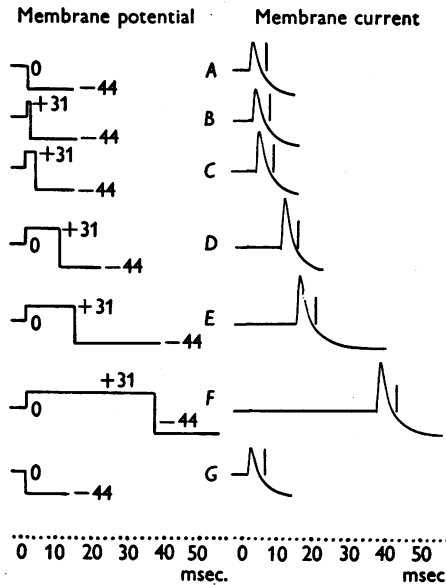 Membrane potential Membrane current
0 A
−44
+31 B
−44
+31 C
−44
+31 D
0
−44
+31 E
0
−44
+31 F
0 −44
0 G
−44
0 10 20 30 40 50 0 10 20 30 40 50
msec. msec.